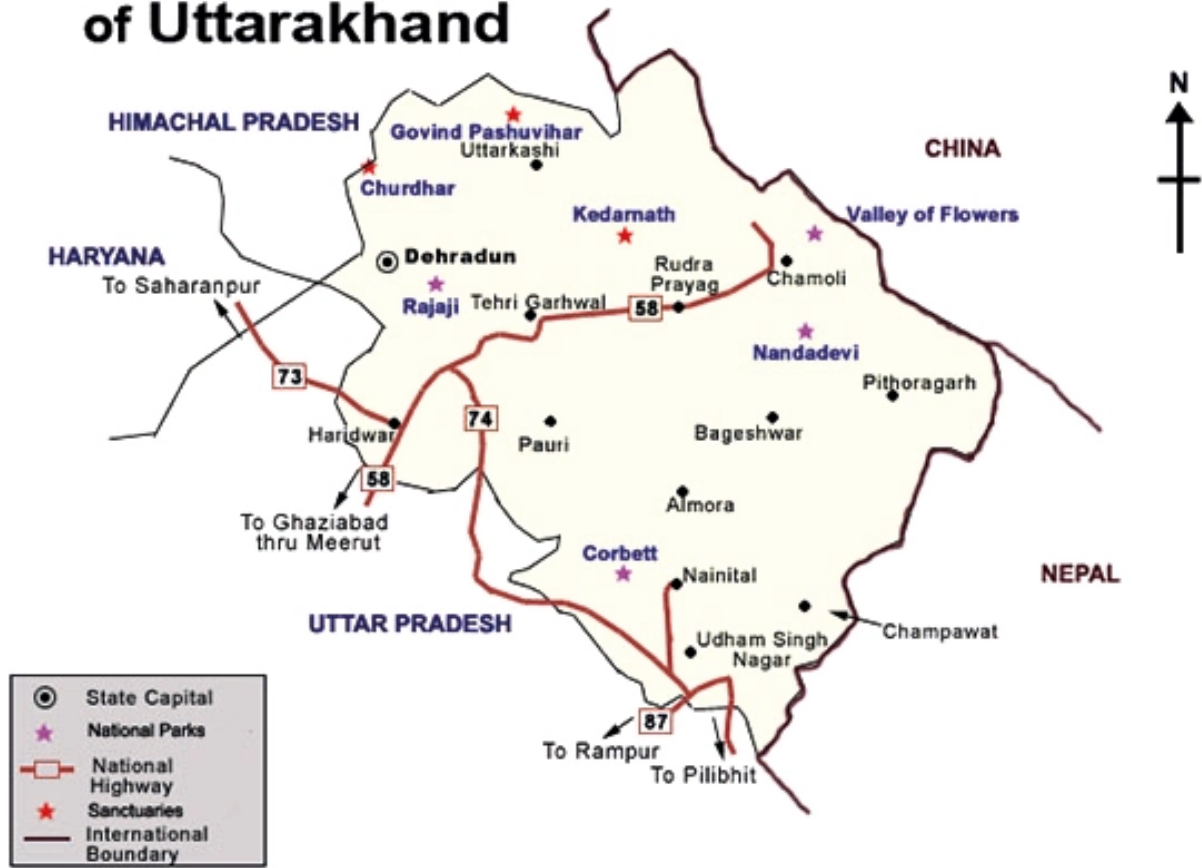 of Uttarakhand
N
HIMACHAL PRADESH
CHINA
Govind Pashuvihar
Uttarkashi
Churdhar
Kedarnath
Valley of Flowers
HARYANA
To Saharanpur
Dehradun
Rudra
Prayag
Chamoli
Rajaji
Tehri Garhwal
58
Nandadevi
73
Pithoragarh
74
Haridwar
Pauri
Bageshwar
58
Almora
To Ghaziabad
thru Meerut
Corbett
Nainital
NEPAL
UTTAR PRADESH
Udham Singh
Nagar
Champawat
87
To Rampur
To Pilibhit
State Capital
National Parks
National
Highway
Sanctuaries
International
Boundary